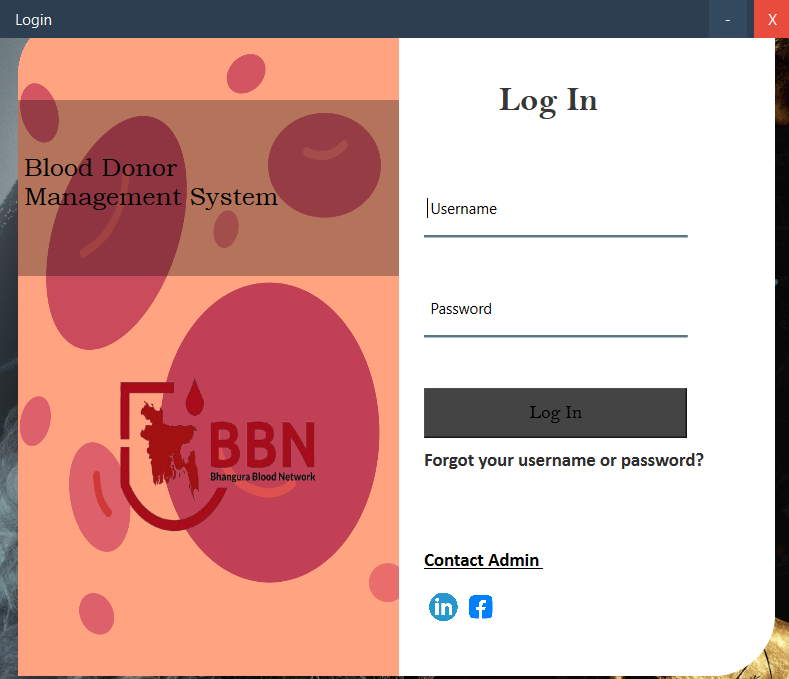 Login
-
X
Blood Donor
Management System
BBN
Bhangura Blood Network
Log In
Username
Password
Log In
Forgot your username or password?
Contact Admin
in
f